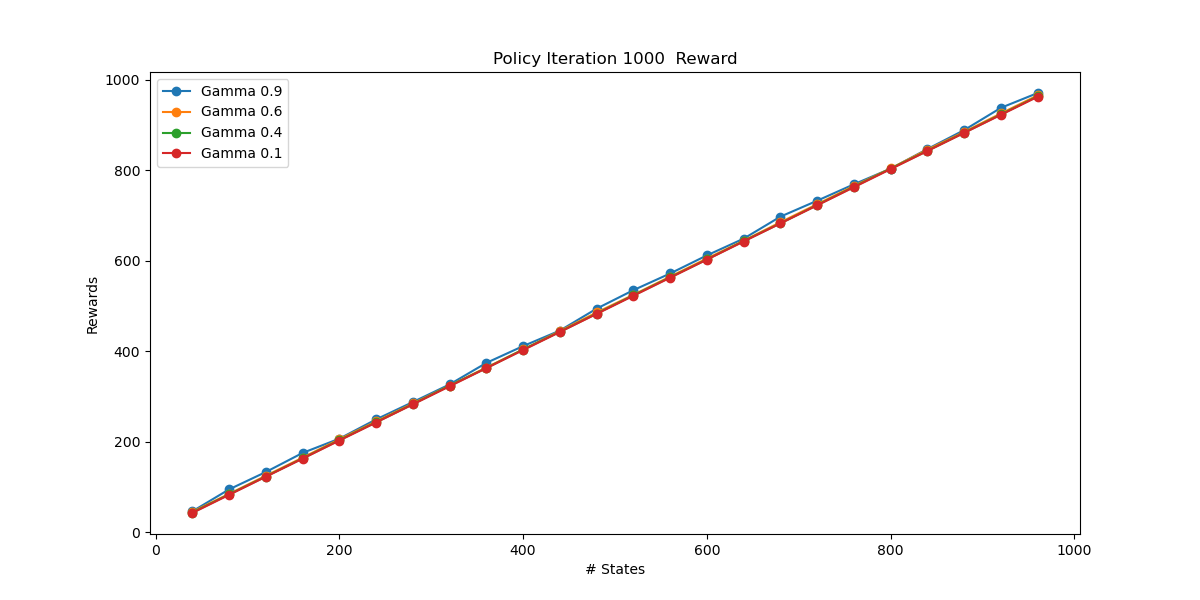 Policy Iteration 1000  Reward
1000
800
600
400
200
0
Rewards
Gamma 0.9
Gamma 0.6
Gamma 0.4
Gamma 0.1
0 200 400 600 800 1000
# States